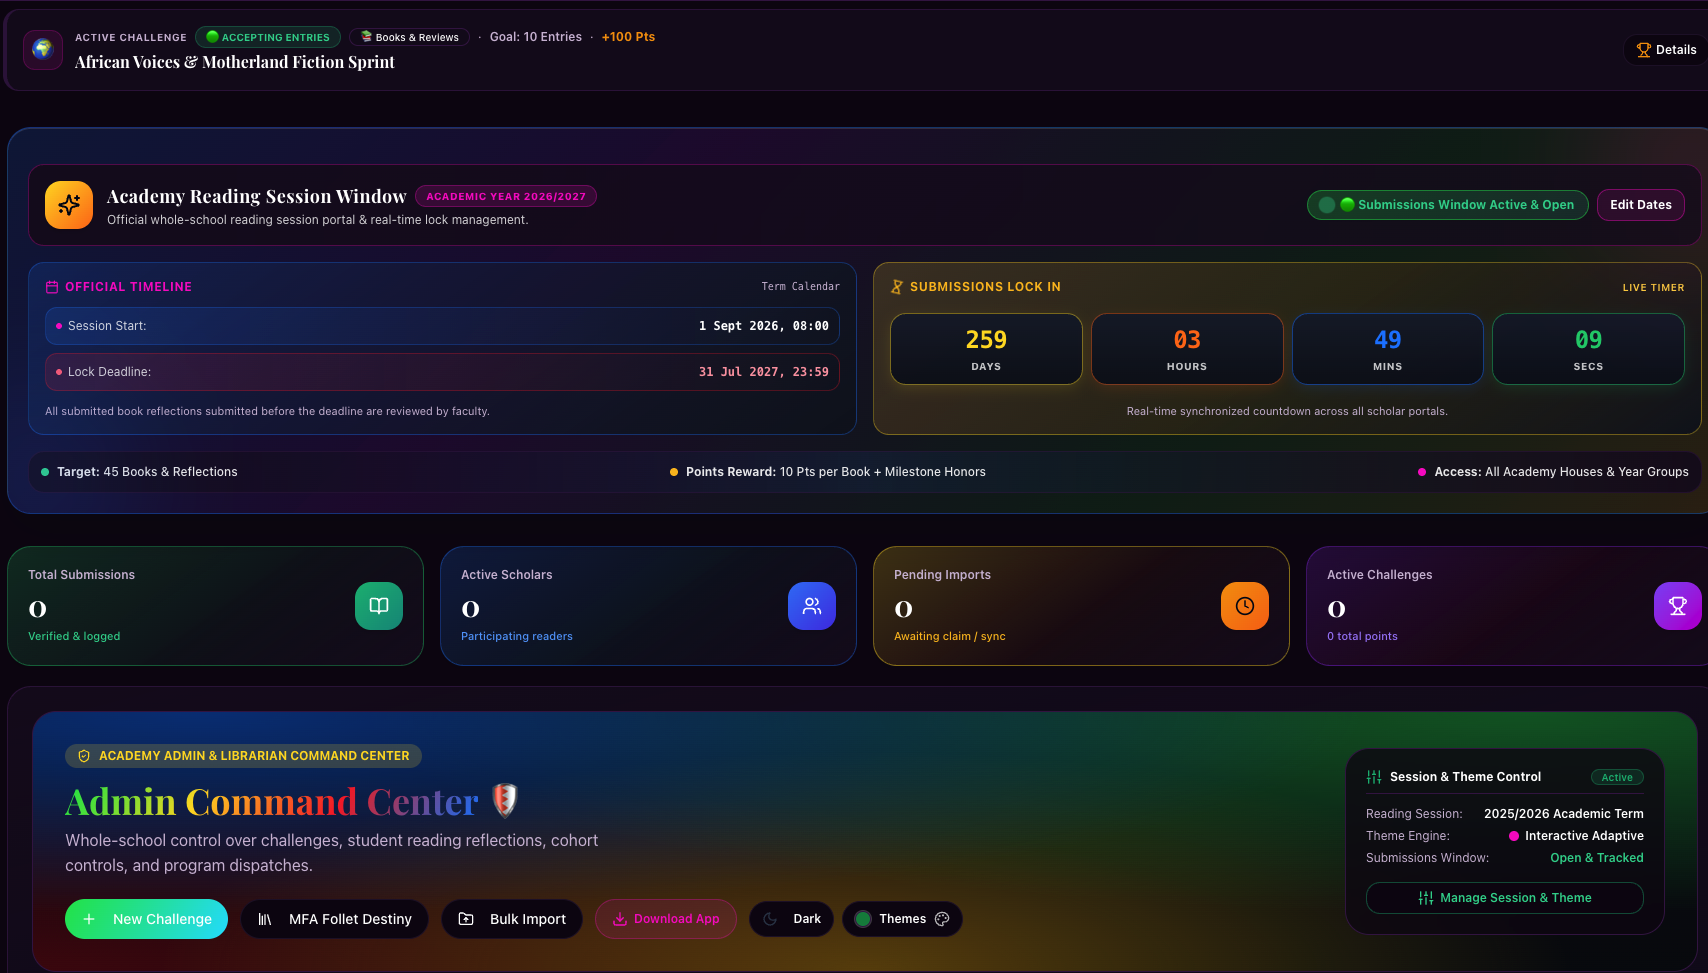 ACTIVE CHALLENGE ACCEPTING ENTRIES Books & Reviews · Goal: 10 Entries · +100 Pts
African Voices & Motherland Fiction Sprint
Details
Academy Reading Session Window ACADEMIC YEAR 2026/2027
Official whole-school reading session portal & real-time lock management.
Submissions Window Active & Open
Edit Dates
OFFICIAL TIMELINE
Term Calendar
Session Start:
1 Sept 2026, 08:00
Lock Deadline:
31 Jul 2027, 23:59
All submitted book reflections submitted before the deadline are reviewed by faculty.
SUBMISSIONS LOCK IN
LIVE TIMER
259
DAYS
03
HOURS
49
MINS
09
SECS
Real-time synchronized countdown across all scholar portals.
Target: 45 Books & Reflections
Points Reward: 10 Pts per Book + Milestone Honors
Access: All Academy Houses & Year Groups
Total Submissions
0
Verified & logged
Active Scholars
0
Participating readers
Pending Imports
0
Awaiting claim / sync
Active Challenges
0
0 total points
ACADEMY ADMIN & LIBRARIAN COMMAND CENTER
Admin Command Center
Whole-school control over challenges, student reading reflections, cohort
controls, and program dispatches.
New Challenge
MFA Follet Destiny
Bulk Import
Download App
Dark
Themes
Session & Theme Control
Active
Reading Session: 2025/2026 Academic Term
Theme Engine: Interactive Adaptive
Submissions Window: Open & Tracked
Manage Session & Theme